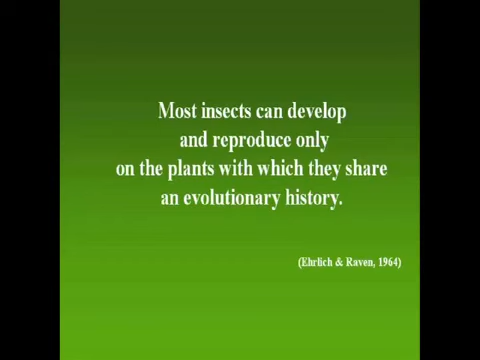 Most insects can develop
and reproduce only
on the plants with which they share
an evolutionary history.
(Ehrlich & Raven, 1964)